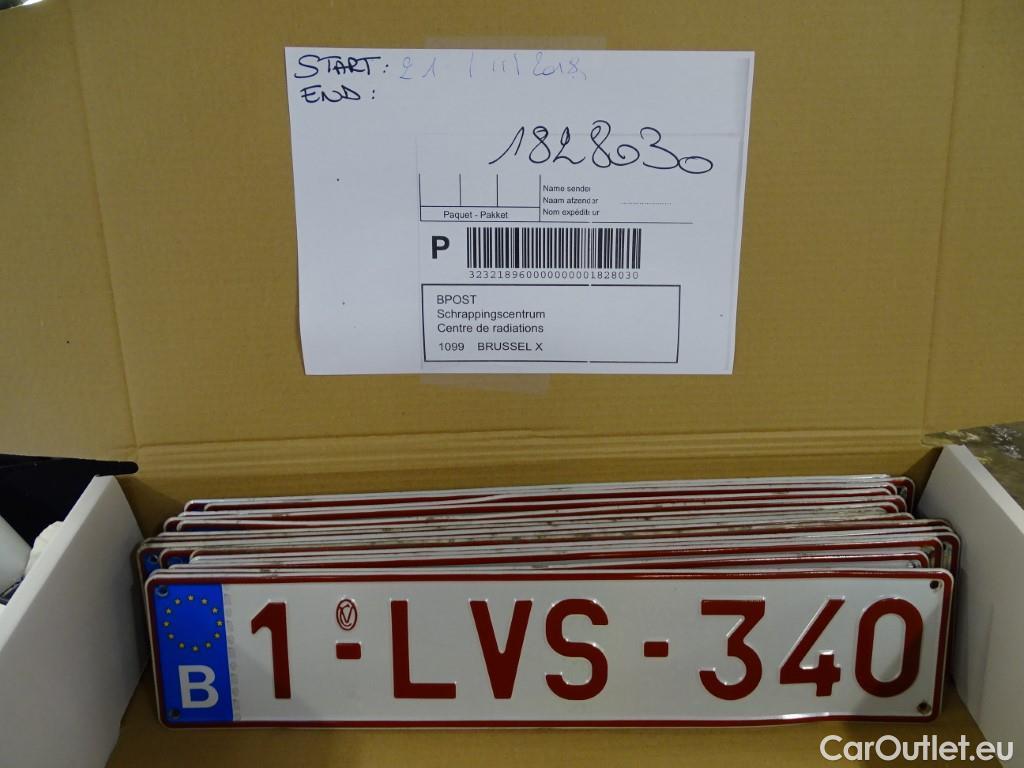 START: 21 / 11 / 2018
END:
1828030
Name sender
Naam afzender
Nom expéditeur
Paquet - Pakket
P
323218960000000001828030
BPOST
Schrappingscentrum
Centre de radiations
1099 BRUSSEL X
B 1-LVS-340
CarOutlet.eu